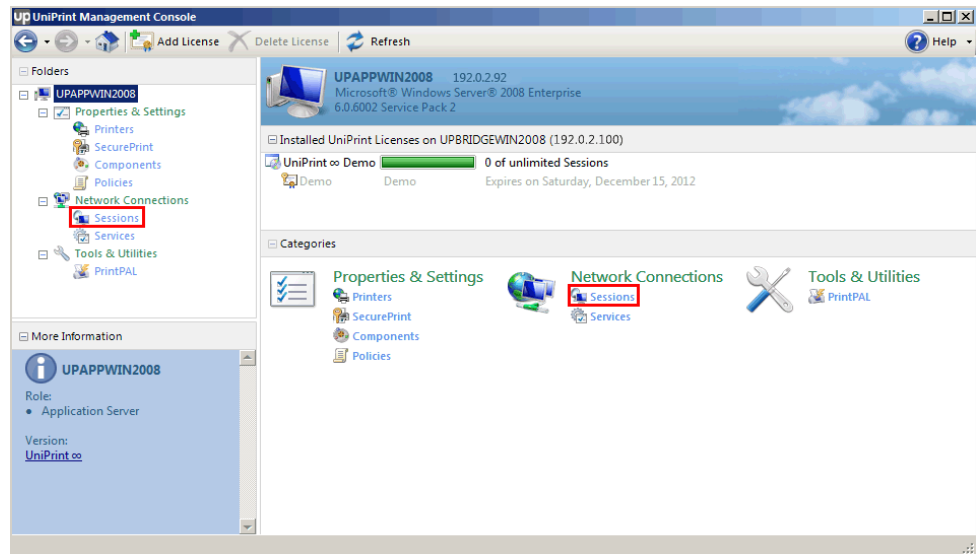 UP UniPrint Management Console
Add License Delete License Refresh Help
Folders
UPAPPWIN2008
Properties & Settings
Printers
SecurePrint
Components
Policies
Network Connections
Sessions
Services
Tools & Utilities
PrintPAL
More Information
UPAPPWIN2008
Role:
• Application Server
Version:
UniPrint ∞
UPAPPWIN2008 192.0.2.92
Microsoft® Windows Server® 2008 Enterprise
6.0.6002 Service Pack 2
Installed UniPrint Licenses on UPBRIDGEWIN2008 (192.0.2.100)
UniPrint ∞ Demo 0 of unlimited Sessions
Demo Demo Expires on Saturday, December 15, 2012
Categories
Properties & Settings
Printers
SecurePrint
Components
Policies
Network Connections
Sessions
Services
Tools & Utilities
PrintPAL